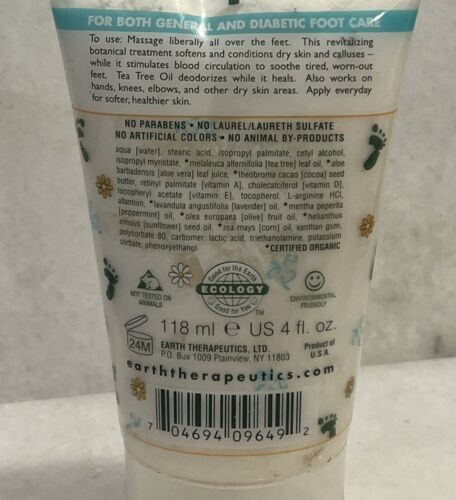 FOR BOTH GENERAL AND DIABETIC FOOT CARE
To use: Massage liberally all over the feet. This revitalizing
botanical treatment softens and conditions dry skin and calluses –
while it stimulates blood circulation to soothe tired, worn-out
feet. Tea Tree Oil deodorizes while it heals. Also works on
hands, knees, elbows, and other dry skin areas. Apply everyday
for softer, healthier skin.
NO PARABENS • NO LAUREL/LAURETH SULFATE
NO ARTIFICIAL COLORS • NO ANIMAL BY-PRODUCTS
aqua [water], stearic acid, isopropyl palmitate, cetyl alcohol,
isopropyl myristate, *melaleuca alternifolia [tea tree] leaf oil, *aloe
barbadensis [aloe vera] leaf juice, *theobroma cacao [cocoa] seed
butter, retinyl palmitate [vitamin A], cholecalciferol [vitamin D],
tocopheryl acetate [vitamin E], tocopherol, L-arginine HCl,
allantoin, *lavandula angustifolia [lavender] oil, *mentha peperita
[peppermint] oil, *olea europaea [olive] fruit oil, *helianthus
annuus [sunflower] seed oil, *zea mays [corn] oil, xanthan gum,
polysorbate 80, carbomer, lactic acid, triethanolamine, potassium
sorbate, phenoxyethanol
*CERTIFIED ORGANIC
NOT TESTED ON
ANIMALS
Good for the Earth
ECOLOGY
Good for You
TM
ENVIRONMENTAL
FRIENDLY
118 ml e US 4 fl. oz.
24M
EARTH THERAPEUTICS, LTD.
P.O. Box 1009 Plainview, NY 11803
Product of
U.S.A.
earththerapeutics.com
7 04694 09649 2